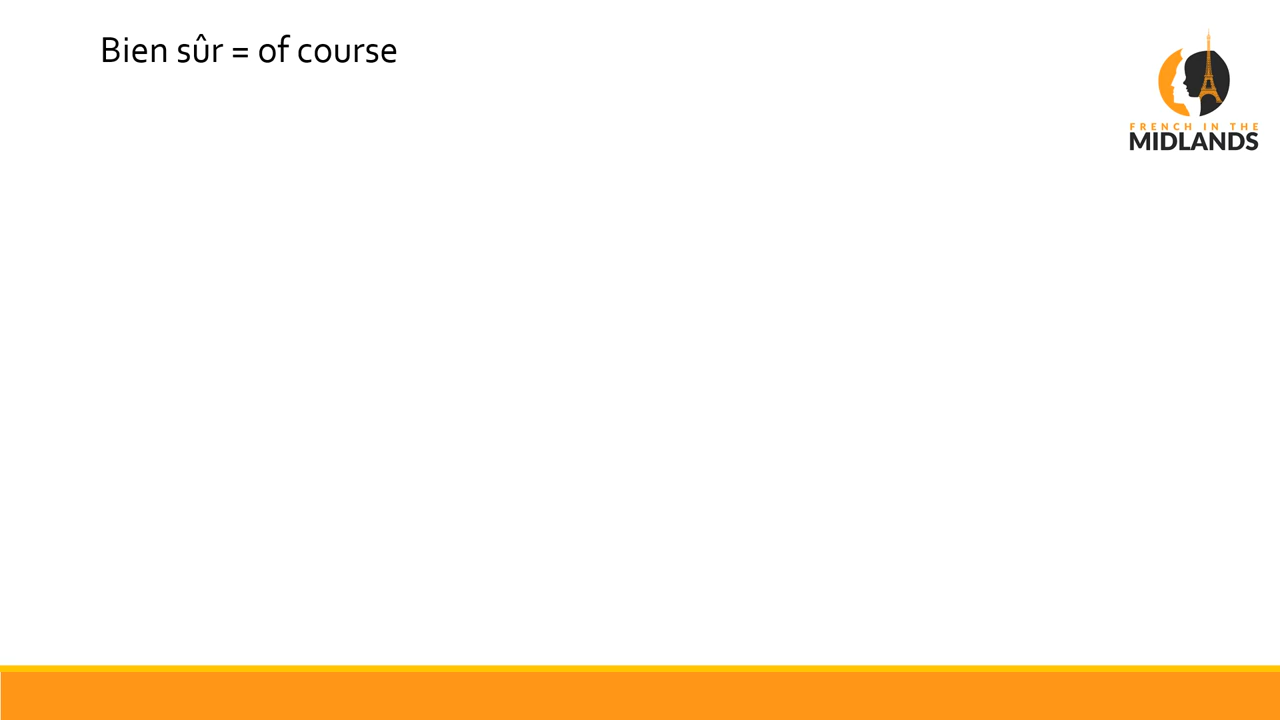 Bien sûr = of course
FRENCH IN THE
MIDLANDS